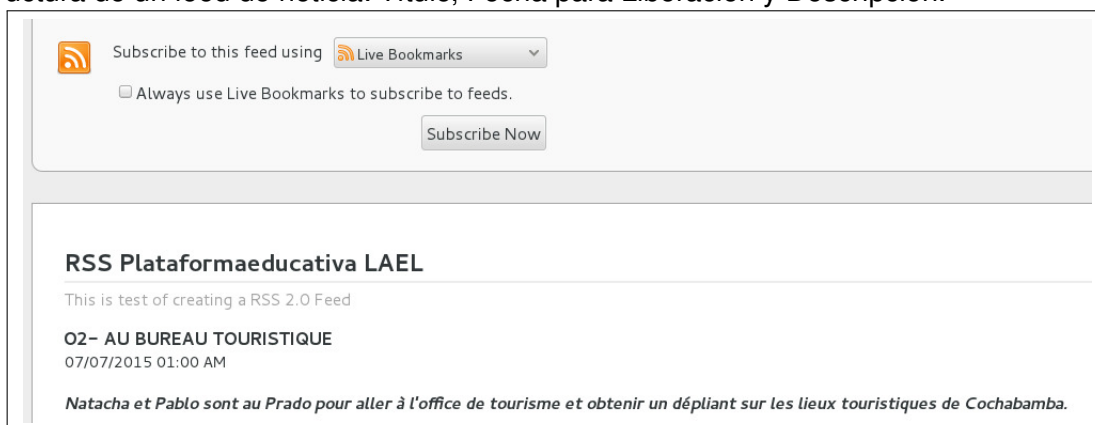 Subscribe to this feed using Live Bookmarks
Always use Live Bookmarks to subscribe to feeds.
Subscribe Now
RSS Plataformaeducativa LAEL
This is test of creating a RSS 2.0 Feed
02- AU BUREAU TOURISTIQUE
07/07/2015 01:00 AM
Natacha et Pablo sont au Prado pour aller à l'office de tourisme et obtenir un dépliant sur les lieux touristiques de Cochabamba.